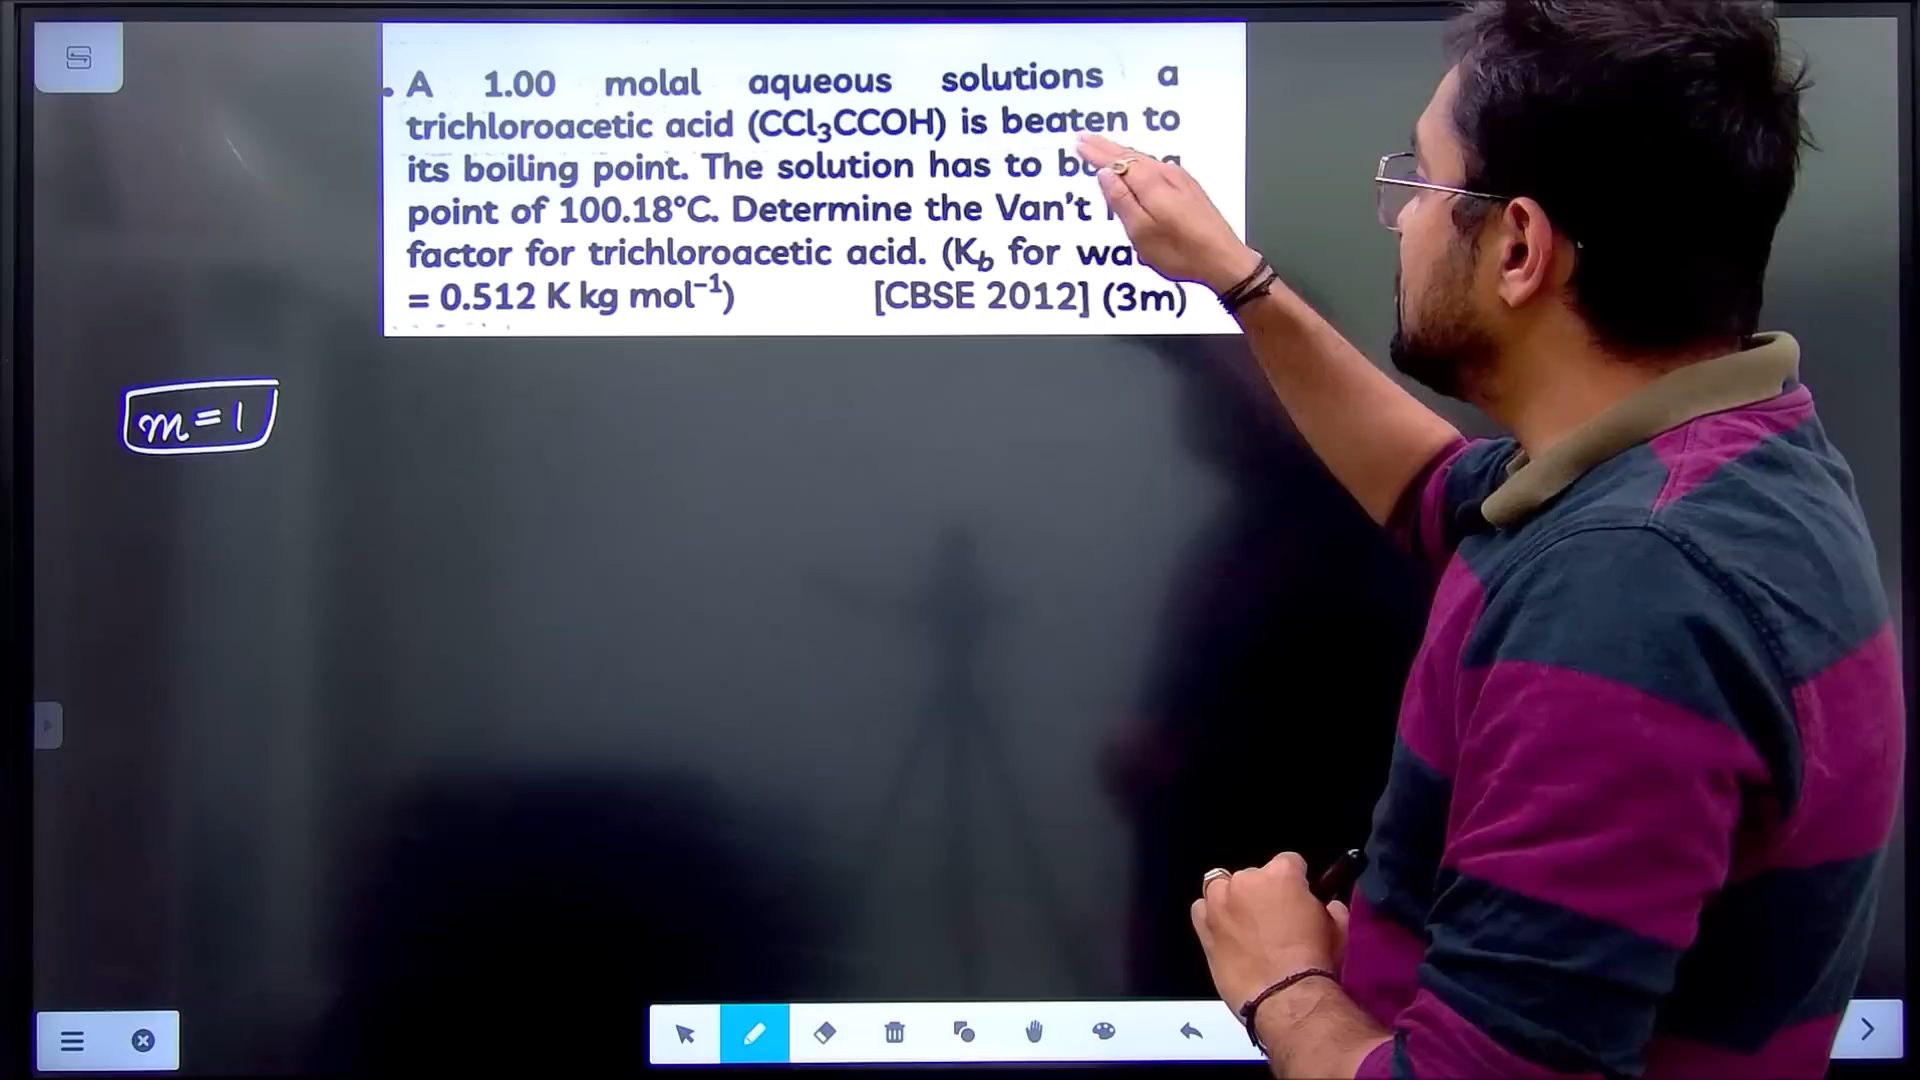 A 1.00 molal aqueous solutions a
trichloroacetic acid (CCl₃CCOH) is beaten to
its boiling point. The solution has to
point of 100.18°C. Determine the Van't
factor for trichloroacetic acid. (K_b for
= 0.512 K kg mol⁻¹) [CBSE 2012] (3m)
m = 1